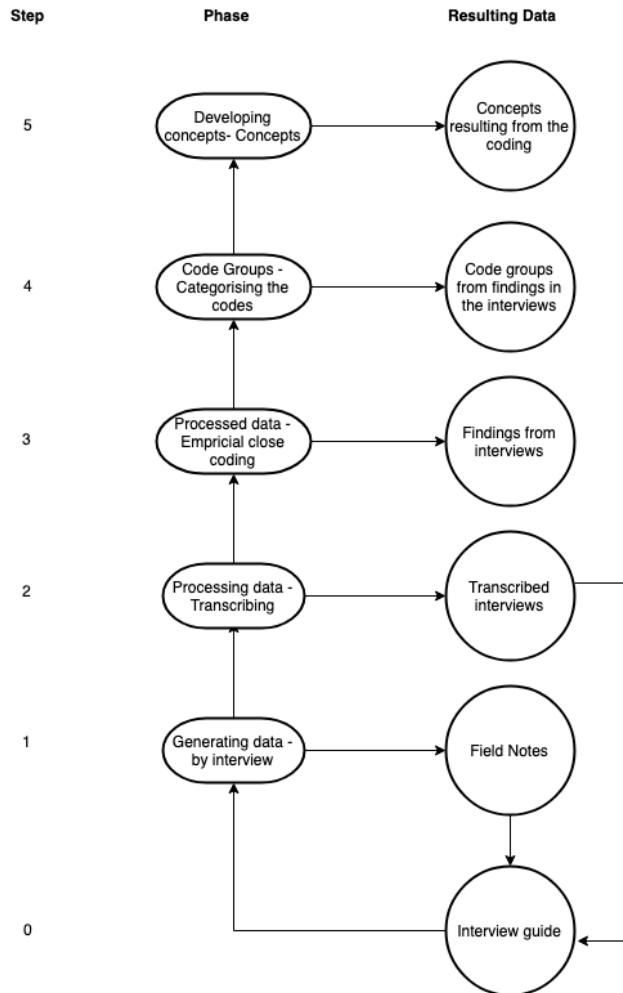 Step Phase Resulting Data
5
Developing
concepts- Concepts
Concepts
resulting from the
coding
4
Code Groups -
Categorising the
codes
Code groups
from findings in
the interviews
3
Processed data -
Empricial close
coding
Findings from
interviews
2
Processing data -
Transcribing
Transcribed
interviews
1
Generating data -
by interview
Field Notes
0
Interview guide